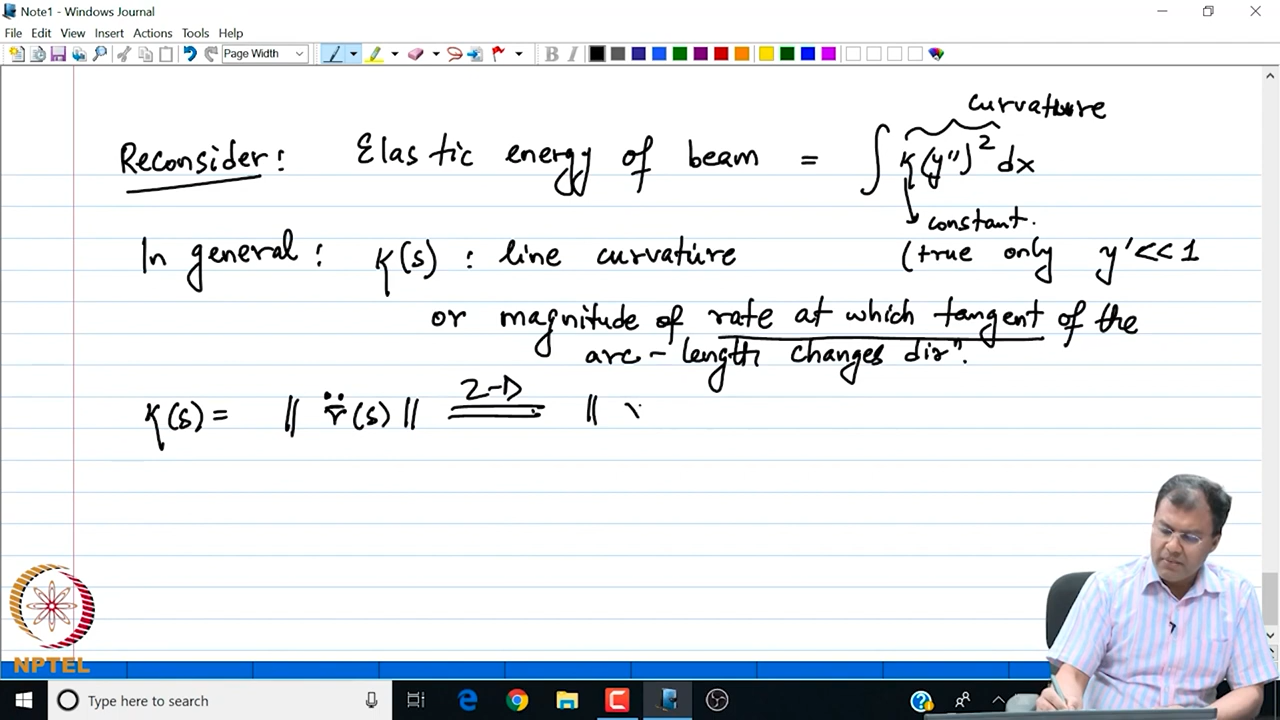 Note1 - Windows Journal
File Edit View Insert Actions Tools Help
Page Width
B I
curvature
Reconsider : Elastic energy of beam = ∫ κ(y")² dx
constant.
In general : κ(s) : line curvature (true only y' << 1
or magnitude of rate at which tangent of the
arc-length changes dirⁿ.
κ(s) = || r̈(s) || 2-D ||
NPTEL
Type here to search